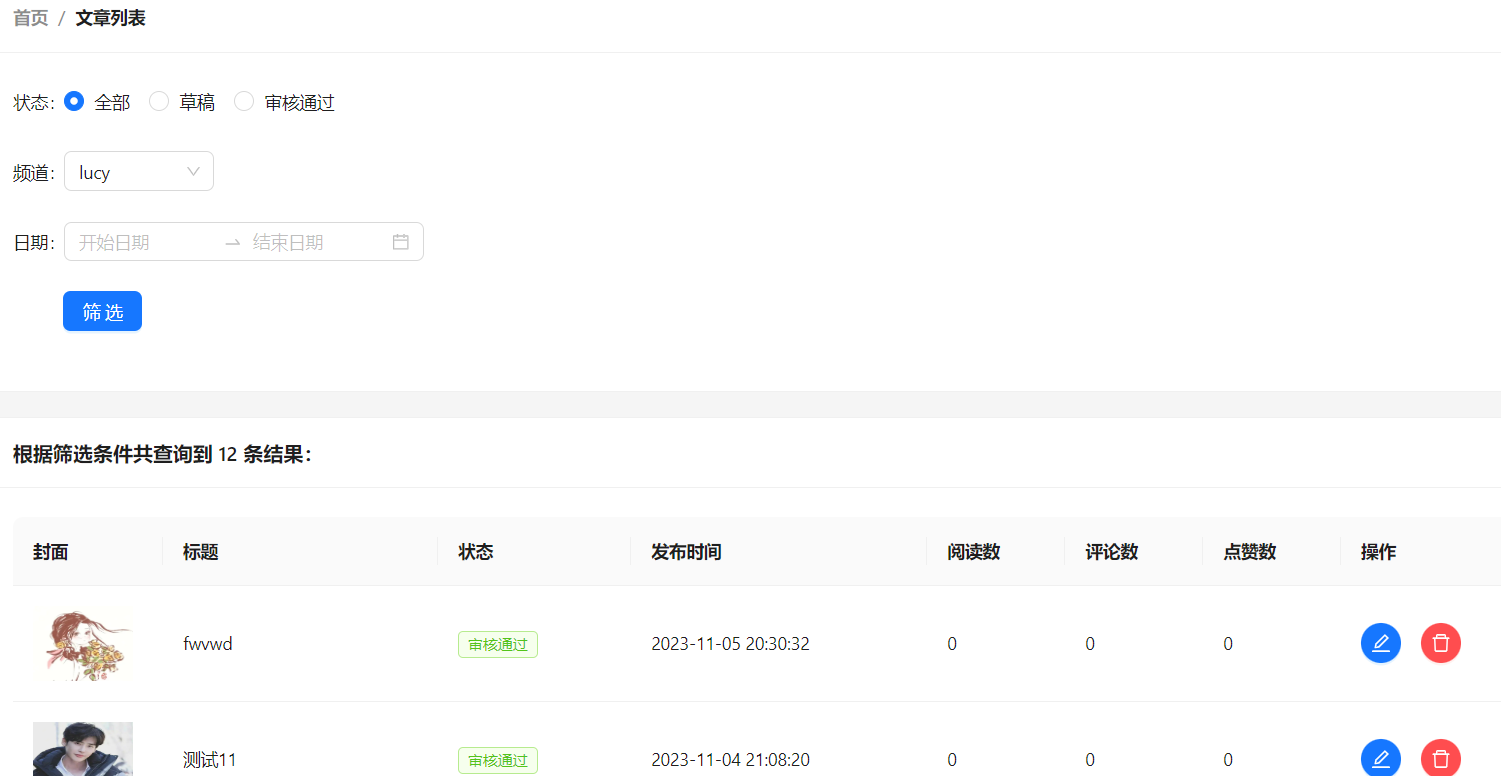 首页 / 文章列表
状态: 全部 草稿 审核通过
频道: lucy
日期: 开始日期 → 结束日期
筛选
根据筛选条件共查询到 12 条结果:
封面 标题 状态 发布时间 阅读数 评论数 点赞数 操作
fwvwd 审核通过 2023-11-05 20:30:32 0 0 0
测试11 审核通过 2023-11-04 21:08:20 0 0 0